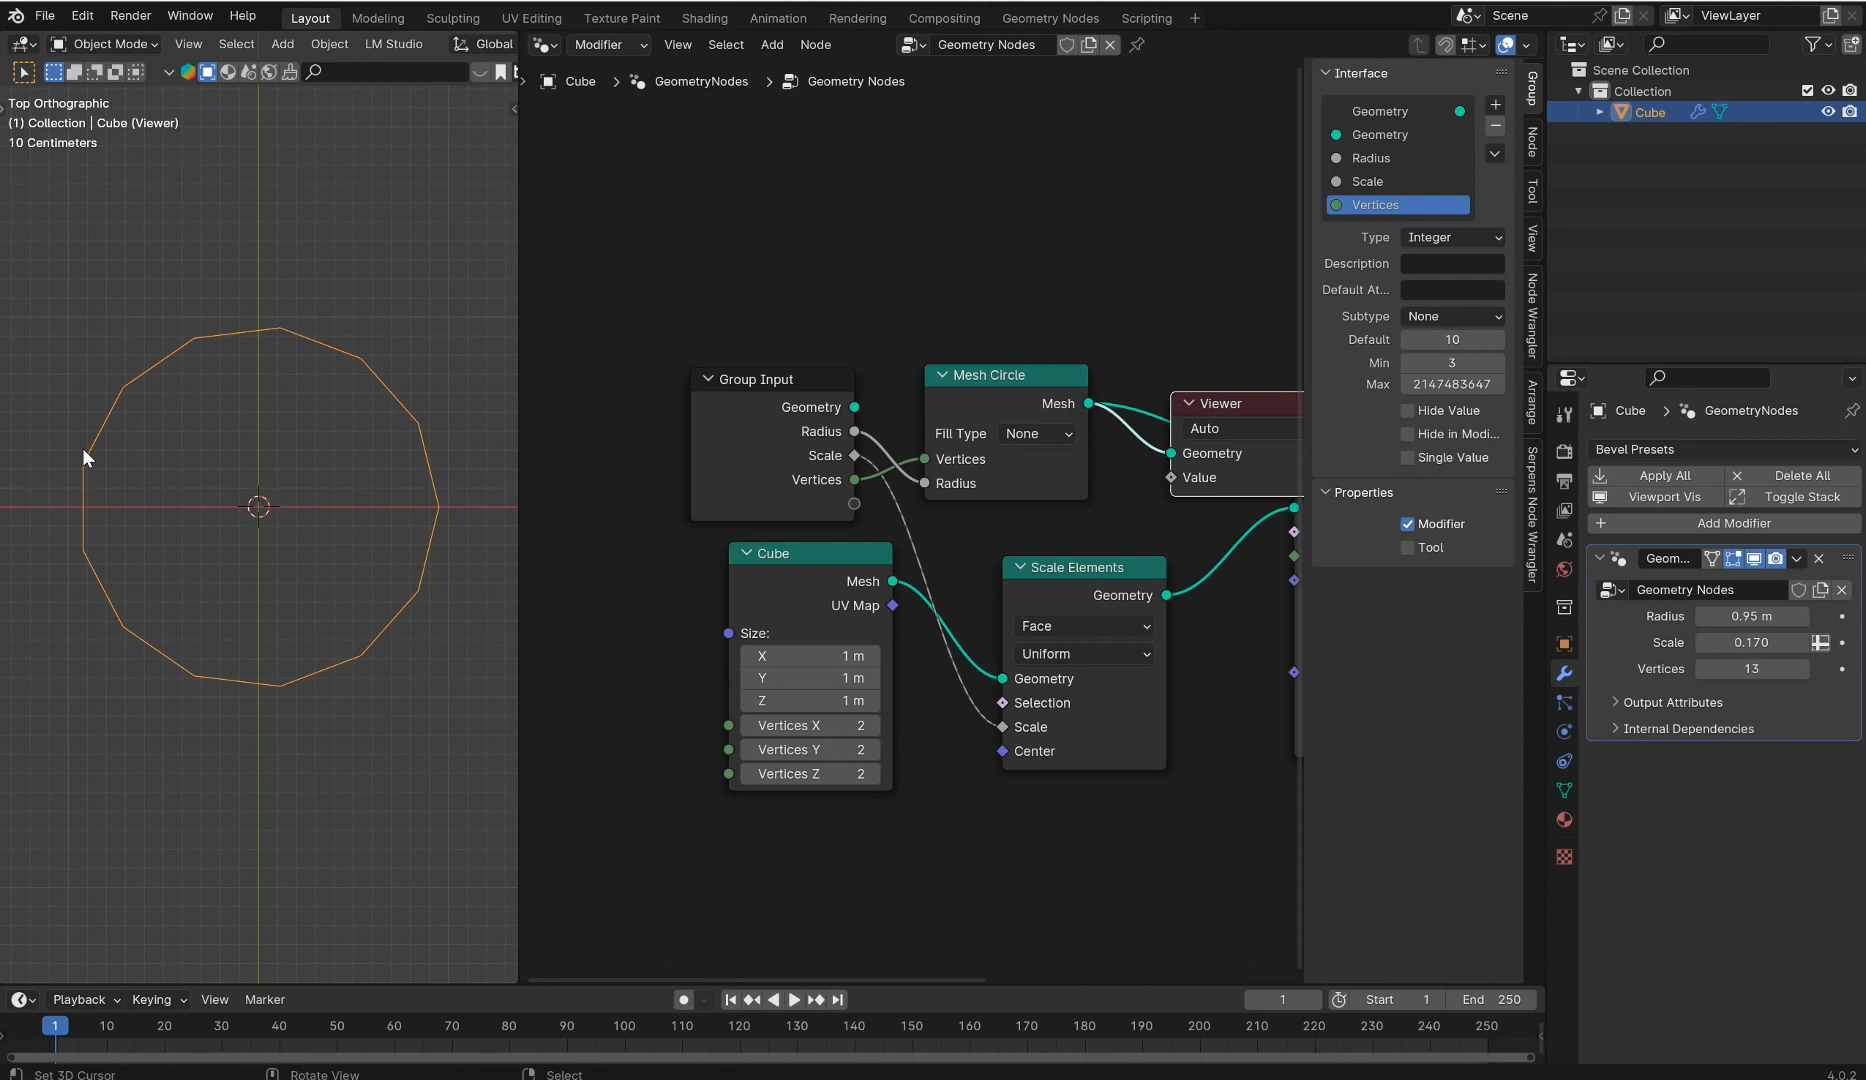 File Edit Render Window Help Layout Modeling Sculpting UV Editing Texture Paint Shading Animation Rendering Compositing Geometry Nodes Scripting + Scene ViewLayer
Object Mode View Select Add Object LM Studio Global Modifier View Select Add Node Geometry Nodes
Top Orthographic
(1) Collection | Cube (Viewer)
10 Centimeters
Cube > GeometryNodes > Geometry Nodes
Group Input
Geometry
Radius
Scale
Vertices
Mesh Circle
Mesh
Fill Type None
Vertices
Radius
Viewer
Auto
Geometry
Value
Cube
Mesh
UV Map
Size:
X 1 m
Y 1 m
Z 1 m
Vertices X 2
Vertices Y 2
Vertices Z 2
Scale Elements
Geometry
Face
Uniform
Geometry
Selection
Scale
Center
Interface
Geometry
Geometry
Radius
Scale
Vertices
Type Integer
Description
Default At...
Subtype None
Default 10
Min 3
Max 2147483647
Hide Value
Hide in Modi...
Single Value
Properties
Modifier
Tool
Group
Node
Tool
View
Node Wrangler
Arrange
Serpens Node Wrangler
Scene Collection
Collection
Cube
Cube > GeometryNodes
Bevel Presets
Apply All Delete All
Viewport Vis Toggle Stack
+ Add Modifier
Geom...
Geometry Nodes
Radius 0.95 m
Scale 0.170
Vertices 13
Output Attributes
Internal Dependencies
Playback Keying View Marker 1 Start 1 End 250
1 10 20 30 40 50 60 70 80 90 100 110 120 130 140 150 160 170 180 190 200 210 220 230 240 250
Set 3D Cursor Rotate View Select 4.0.2